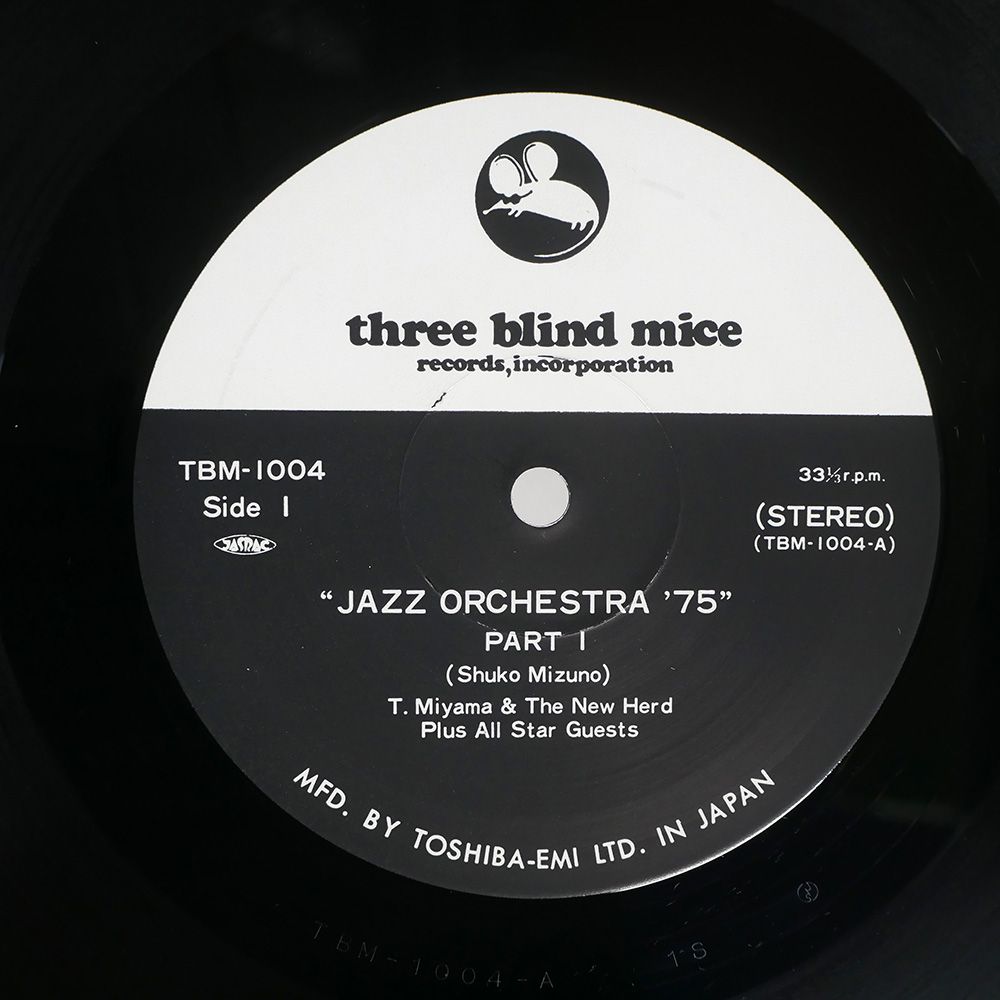 three blind mice
records, incorporation
TBM-1004
Side 1
JASRAC
33⅓ r.p.m.
(STEREO)
(TBM-1004-A)
“JAZZ ORCHESTRA ’75”
PART 1
(Shuko Mizuno)
T. Miyama & The New Herd
Plus All Star Guests
MFD. BY TOSHIBA-EMI LTD. IN JAPAN
TBM-1004-A 1S